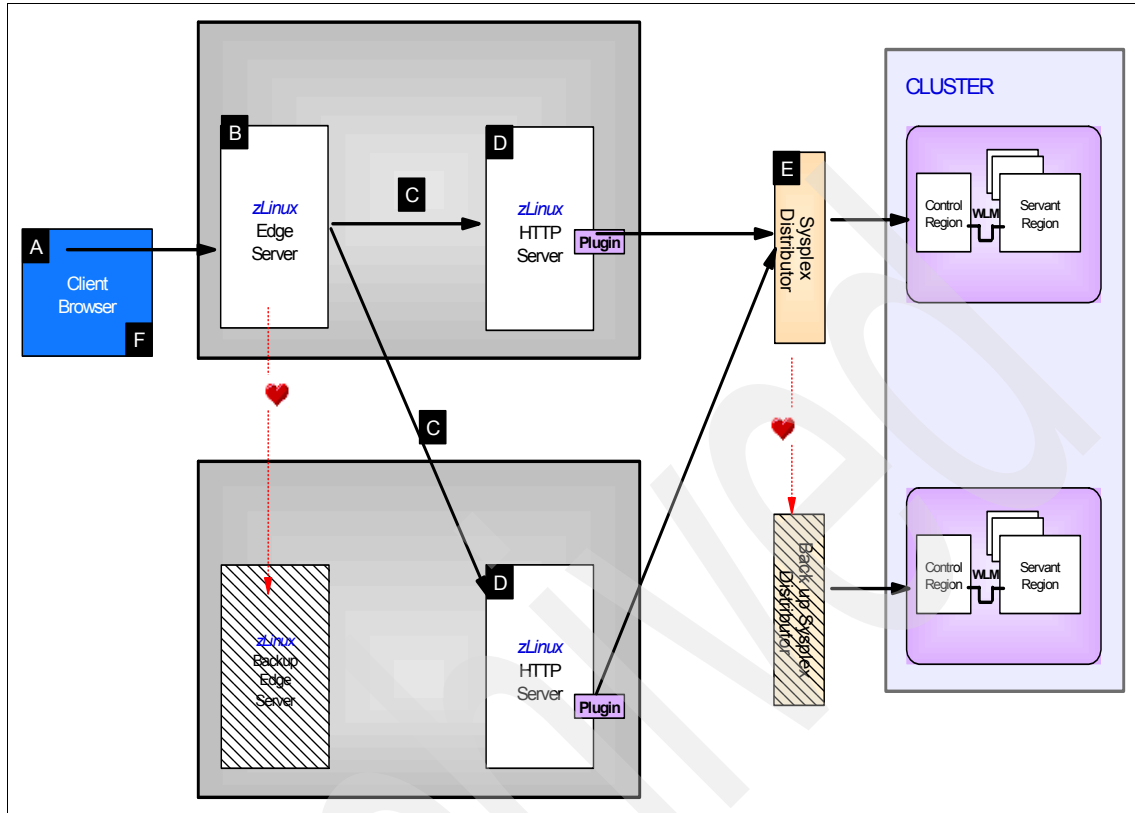 CLUSTER
B
zLinux
Edge
Server
C
D
zLinux
HTTP
Server
Plugin
E
Sysplex
Distributor
Control
Region
WLM
Servant
Region
A
Client
Browser
F
C
zLinux
Backup
Edge
Server
D
zLinux
HTTP
Server
Plugin
Back up Sysplex
Distributor
Control
Region
WLM
Servant
Region